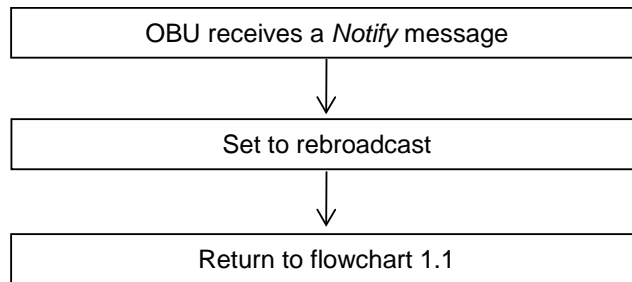 OBU receives a Notify message
Set to rebroadcast
Return to flowchart 1.1